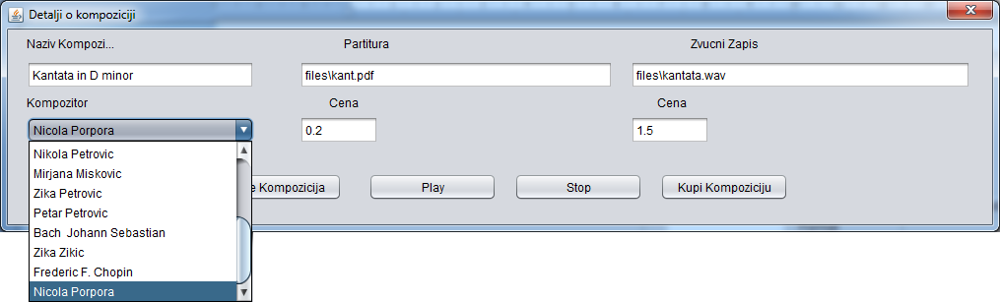 Detalji o kompoziciji
Naziv Kompozi... Partitura Zvucni Zapis
Kantata in D minor files\kant.pdf files\kantata.wav
Kompozitor Cena Cena
Nicola Porpora 0.2 1.5
Nikola Petrovic
Mirjana Miskovic
Zika Petrovic
e Kompozicija Play Stop Kupi Kompoziciju
Petar Petrovic
Bach Johann Sebastian
Zika Zikic
Frederic F. Chopin
Nicola Porpora